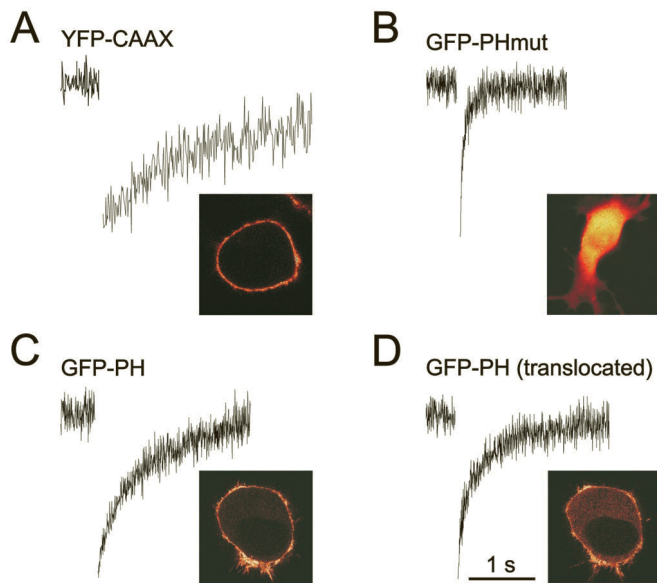 A
YFP-CAAX
B
GFP-PHmut
C
GFP-PH
D
GFP-PH (translocated)
1 s